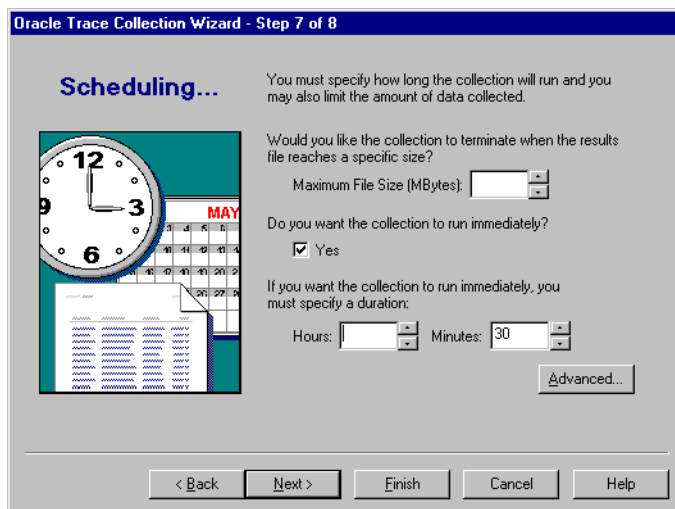 Oracle Trace Collection Wizard - Step 7 of 8
Scheduling...
You must specify how long the collection will run and you
may also limit the amount of data collected.
Would you like the collection to terminate when the results
file reaches a specific size?
Maximum File Size (MBytes):
Do you want the collection to run immediately?
Yes
If you want the collection to run immediately, you
must specify a duration:
Hours: Minutes: 30
Advanced...
12
9 3
6
MAY
< Back Next > Finish Cancel Help